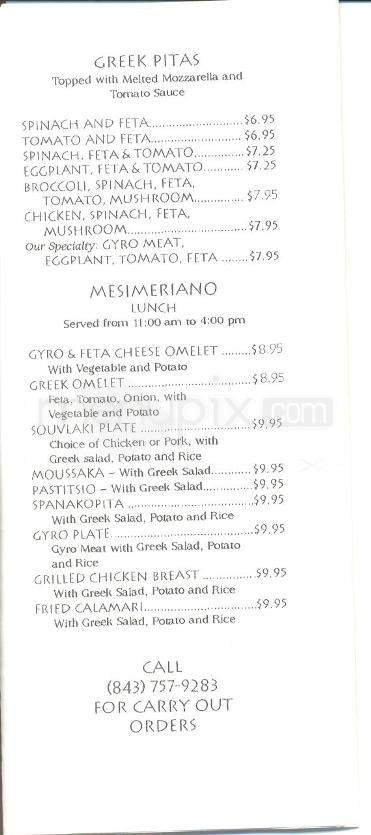 GREEK PITAS
Topped with Melted Mozzarella and
Tomato Sauce
SPINACH AND FETA............................$6.95
TOMATO AND FETA........................... $6.95
SPINACH, FETA & TOMATO...............$7.25
EGGPLANT, FETA & TOMATO............ $7.25
BROCCOLI, SPINACH, FETA,
TOMATO, MUSHROOM............... $7.95
CHICKEN, SPINACH, FETA,
MUSHROOM....................................$7.95
Our Specialty: GYRO MEAT,
EGGPLANT, TOMATO, FETA ........$7.95
MESIMERIANO
LUNCH
Served from 11:00 am to 4:00 pm
GYRO & FETA CHEESE OMELET .........$8.95
With Vegetable and Potato
GREEK OMELET .....................................$8.95
Feta, Tomato, Onion, with
Vegetable and Potato
SOUVLAKI PLATE .................................$9.95
Choice of Chicken or Pork, with
Greek salad, Potato and Rice
MOUSSAKA – With Greek Salad............ $9.95
PASTITSIO – With Greek Salad...............$9.95
SPANAKOPITA ......................................$9.95
With Greek Salad, Potato and Rice
GYRO PLATE...........................................$9.95
Gyro Meat with Greek Salad, Potato
and Rice
GRILLED CHICKEN BREAST ................$9.95
With Greek Salad, Potato and Rice
FRIED CALAMARI..................................$9.95
With Greek Salad, Potato and Rice
CALL
(843) 757-9283
FOR CARRY OUT
ORDERS